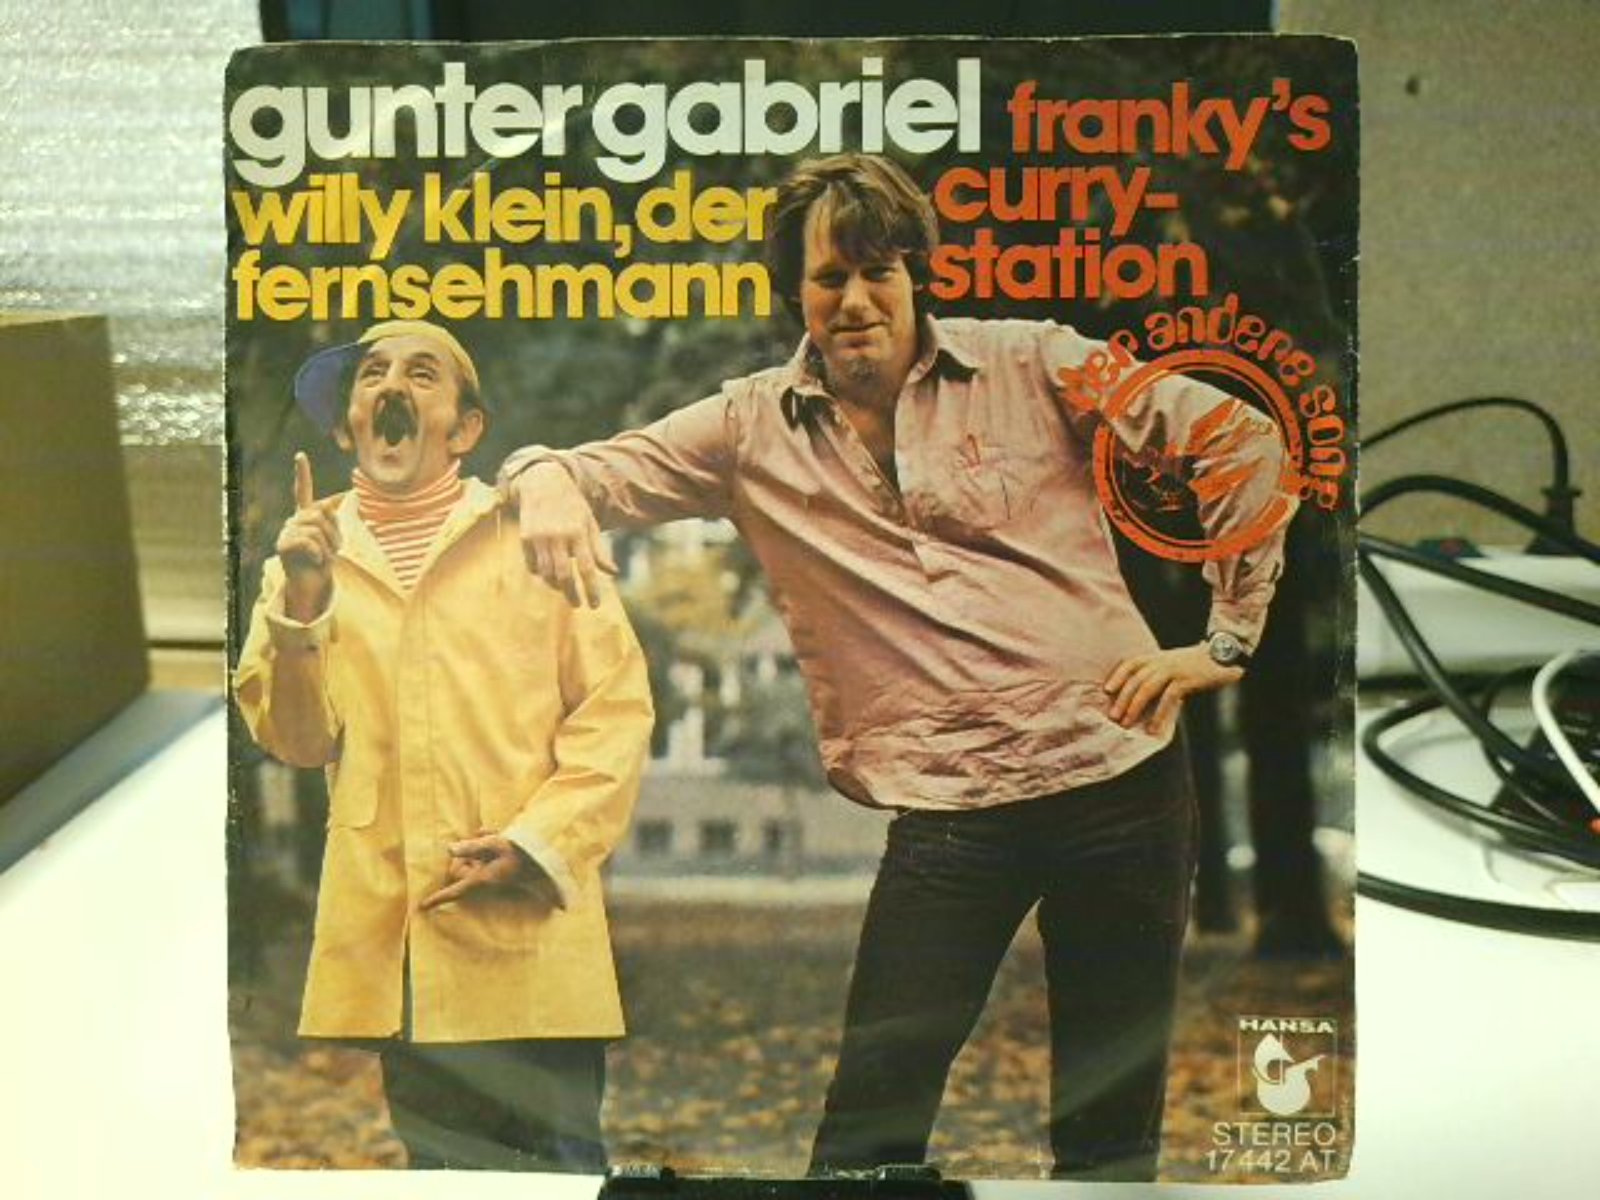 gunter gabriel
willy klein, der
fernsehmann
franky's
curry-
station
der andere song
HANSA
STEREO
17 442 AT